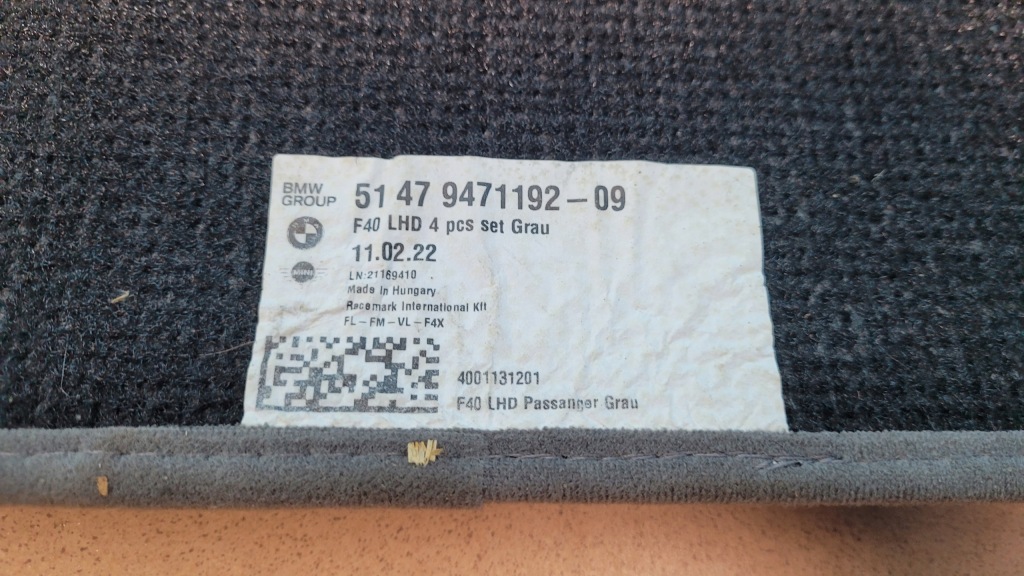 BMW
GROUP
51 47 9471192-09
F40 LHD 4 pcs set Grau
11.02.22
MINI
LN:21169410
Made In Hungary
Racemark International Kft
FL-FM-VL-F4X
4001131201
F40 LHD Passanger Grau